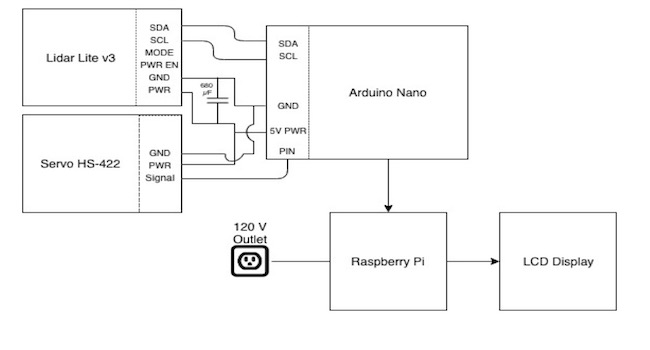 Lidar Lite v3
SDA
SCL
MODE
PWR EN
GND
PWR
680
µF
Servo HS-422
GND
PWR
Signal
SDA
SCL
GND
5V PWR
PIN
Arduino Nano
120 V
Outlet
Raspberry Pi
LCD Display